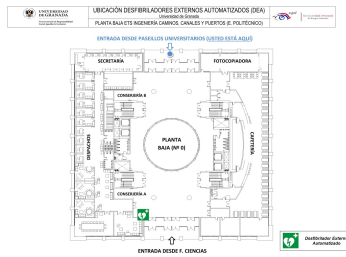 UNIVERSIDAD
DE GRANADA
UBICACIÓN DESFIBRILADORES EXTERNOS AUTOMATIZADOS (DEA)
Universidad de Granada
PLANTA BAJA ETS INGENIERÍA CAMINOS, CANALES Y PUERTOS (E. POLITÉCNICO)
ENTRADA DESDE PASEILLOS UNIVERSITARIOS (USTED ESTÁ AQUÍ)
SECRETARÍA
FOTOCOPIADORA
CONSERJERÍA B
DESPACHOS
PLANTA
BAJA (Nº 0)
CAFETERÍA
CONSERJERÍA A
ENTRADA DESDE F. CIENCIAS
Desfibrilador Externo
Automatizado